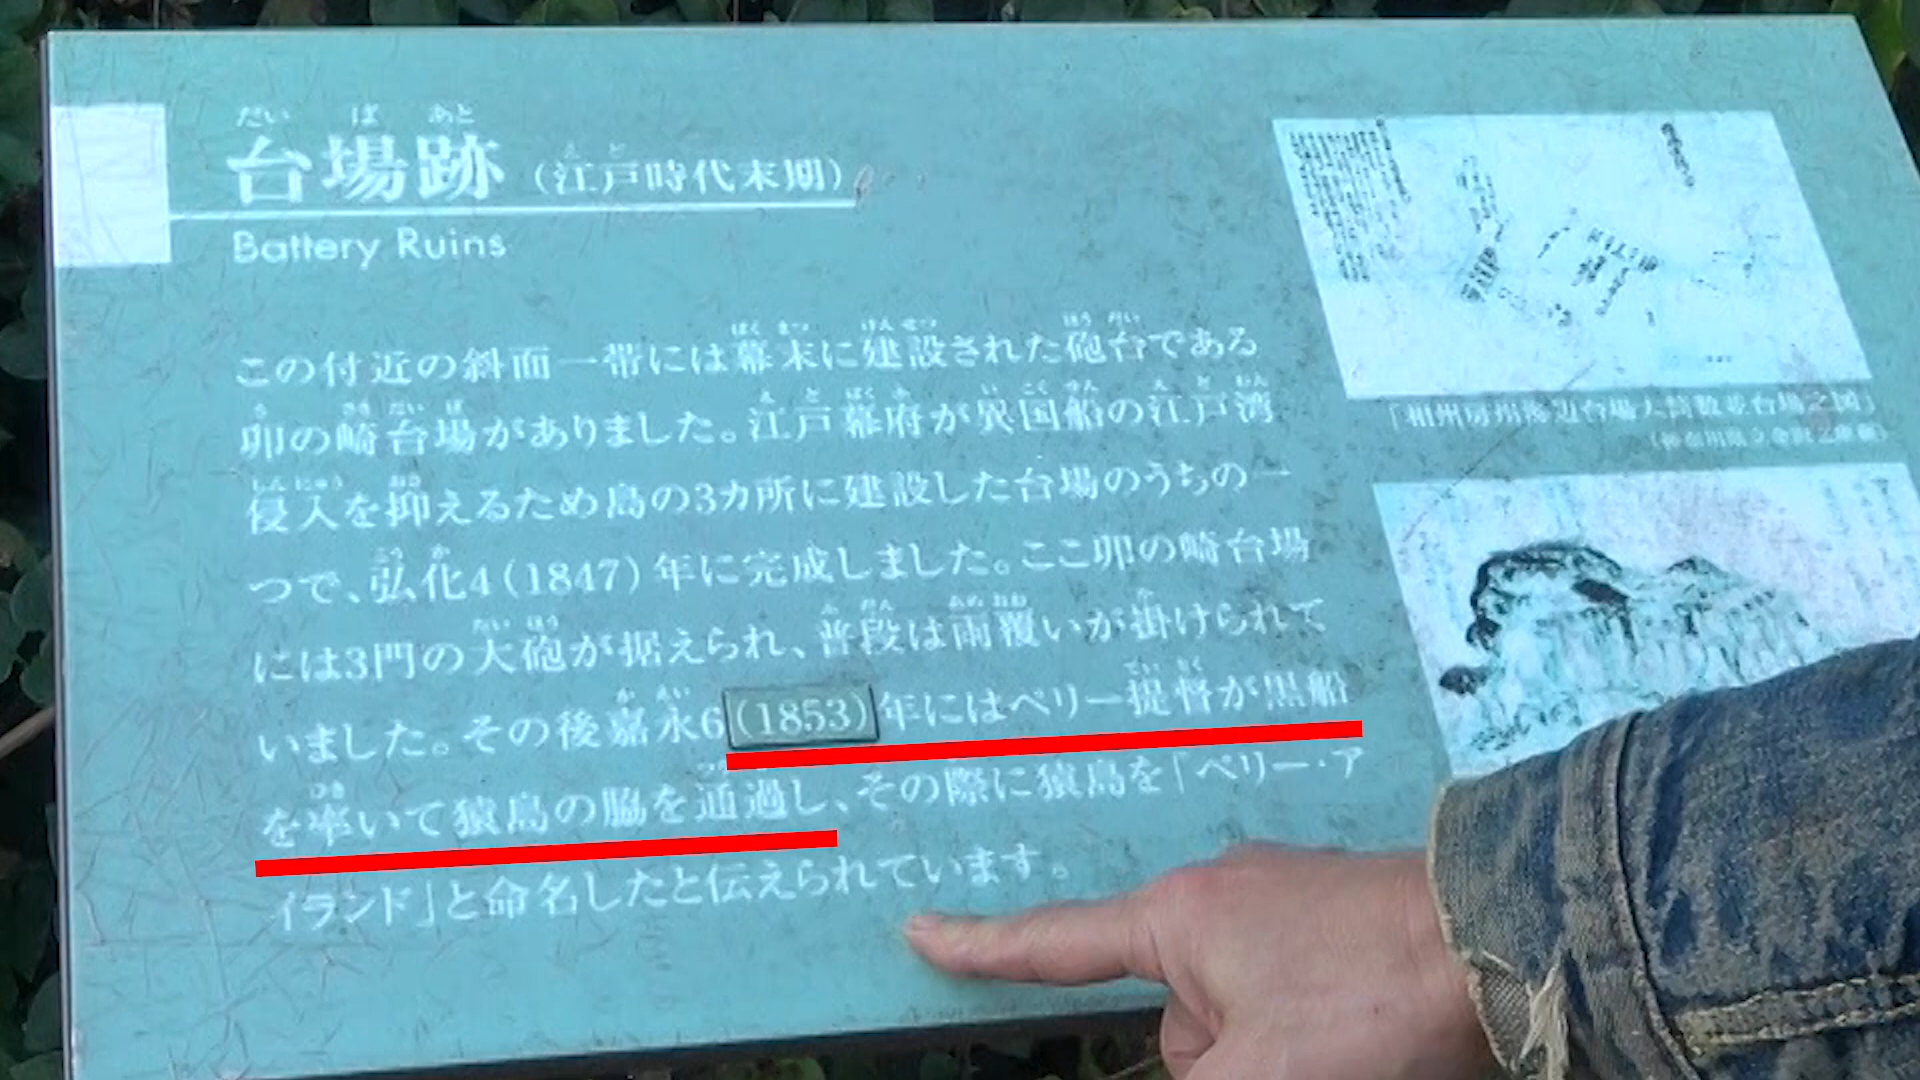 だい ば あと
台場跡(江戸時代末期)
Battery Ruins
この付近の斜面一帯には幕末に建設された砲台である
卯の崎台場がありました。江戸幕府が異国船の江戸湾
侵入を抑えるため島の3カ所に建設した台場のうちの一
つで、弘化4(1847)年に完成しました。ここ卯の崎台場
には3門の大砲が据えられ、普段は雨覆いが掛けられて
いました。その後嘉永6(1853)年にはペリー提督が黒船
を率いて猿島の脇を通過し、その際に猿島を「ペリー・ア
イランド」と命名したと伝えられています。